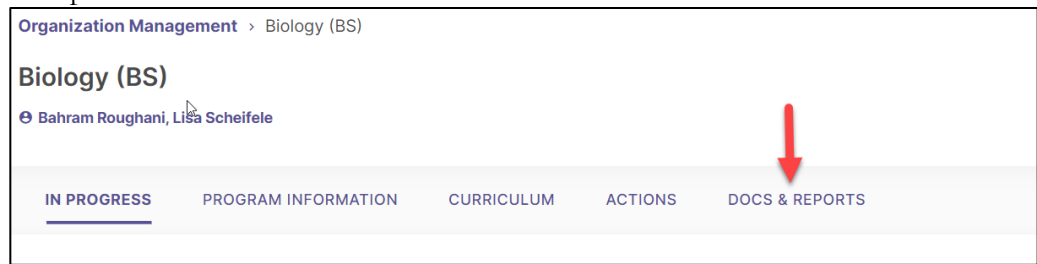 Organization Management > Biology (BS)
Biology (BS)
Bahram Roughani, Lisa Scheifele
IN PROGRESS PROGRAM INFORMATION CURRICULUM ACTIONS DOCS & REPORTS